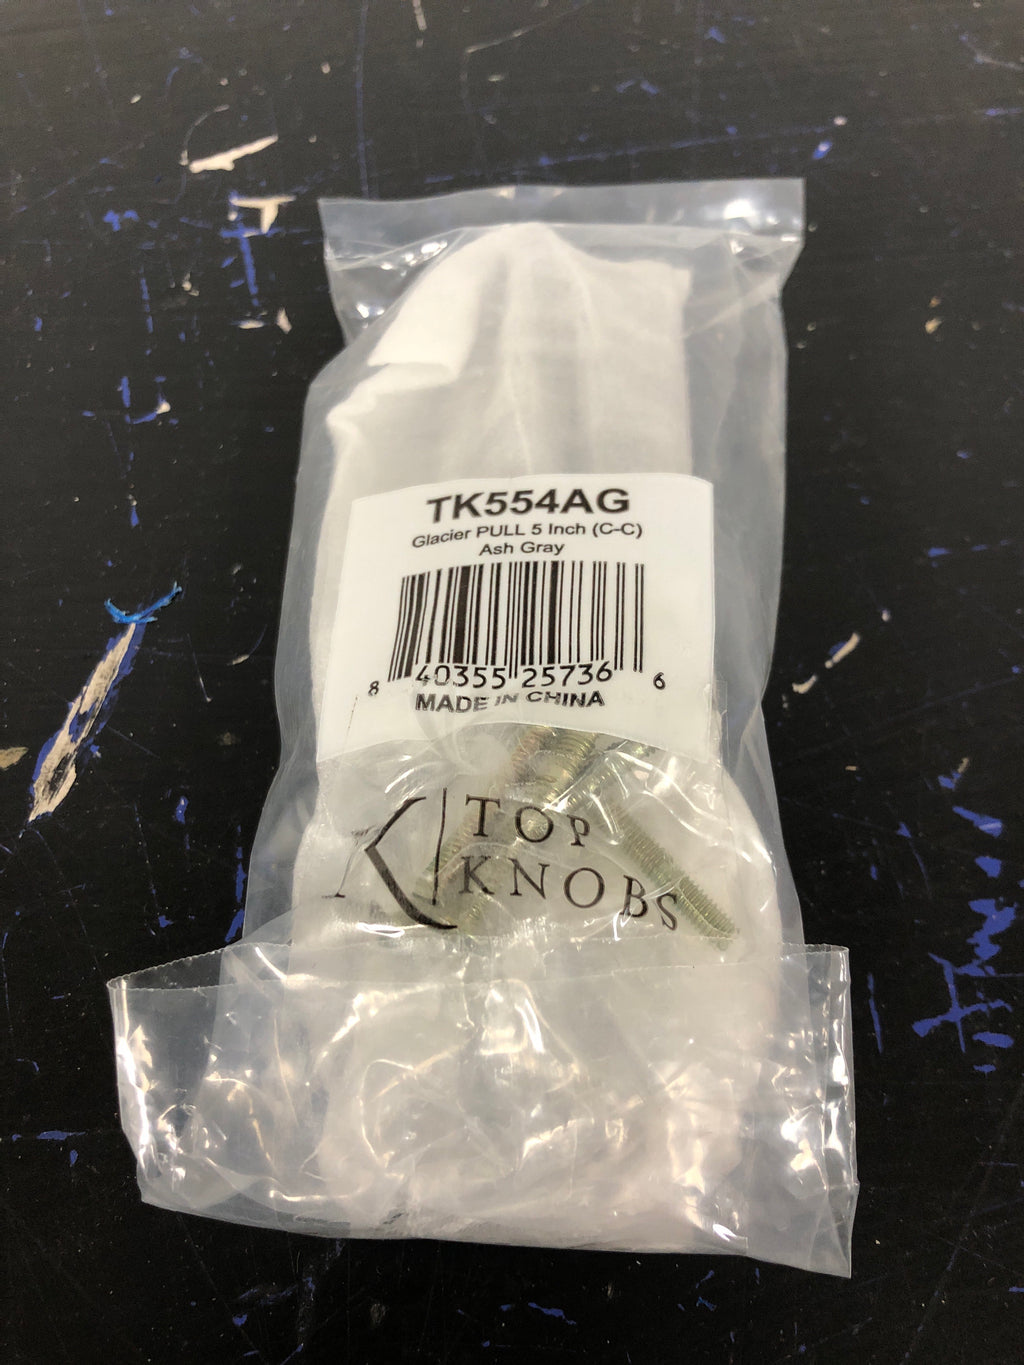 TK554AG
Glacier PULL 5 Inch (C-C)
Ash Gray
8 40355 25736 6
MADE IN CHINA
TOP
KNOBS